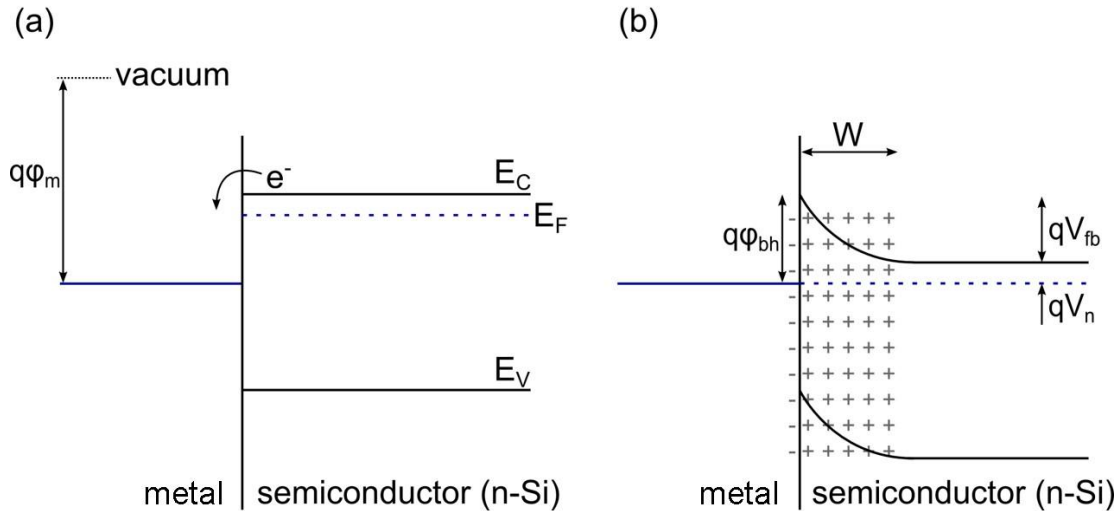 (a)
vacuum
qφm
e-
EC
EF
EV
metal
semiconductor (n-Si)
(b)
W
qφbh
qVfb
qVn
metal
semiconductor (n-Si)